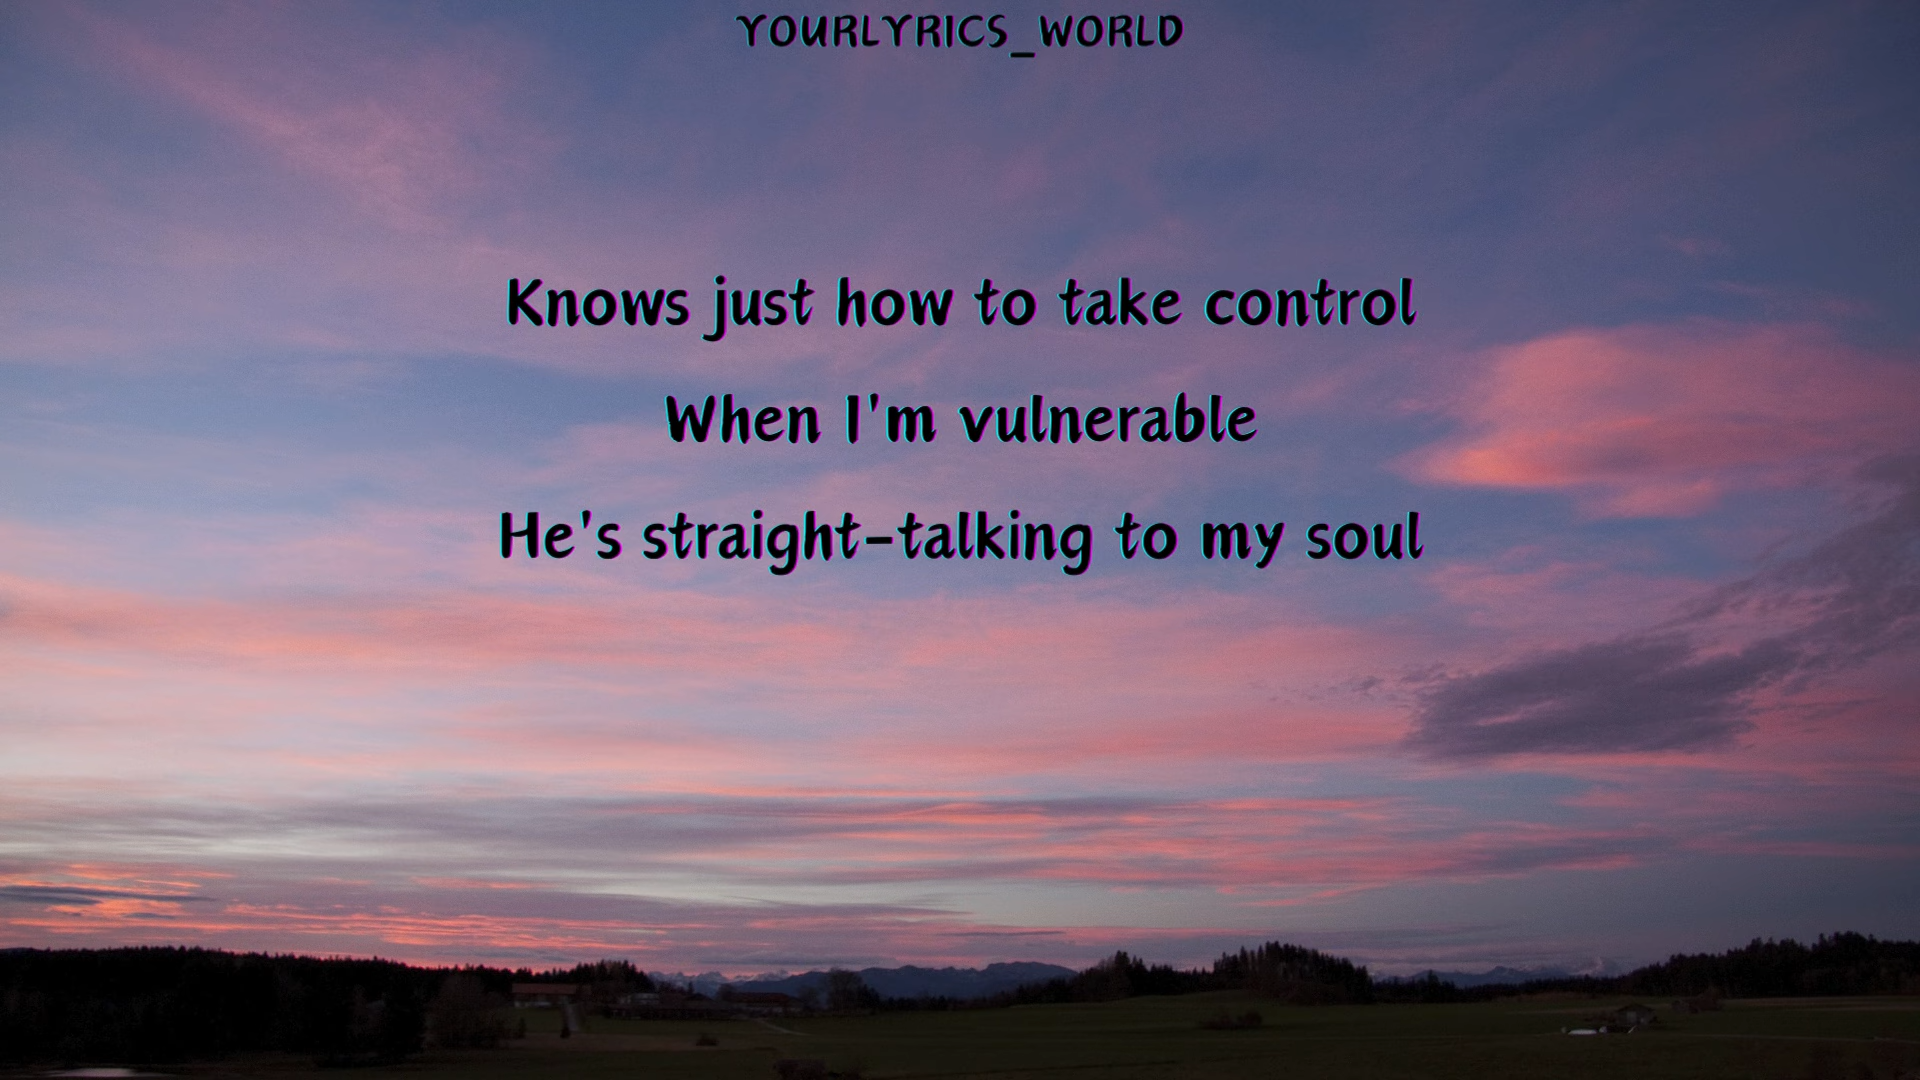 YOURLYRICS_WORLD
Knows just how to take control
When I'm vulnerable
He's straight-talking to my soul